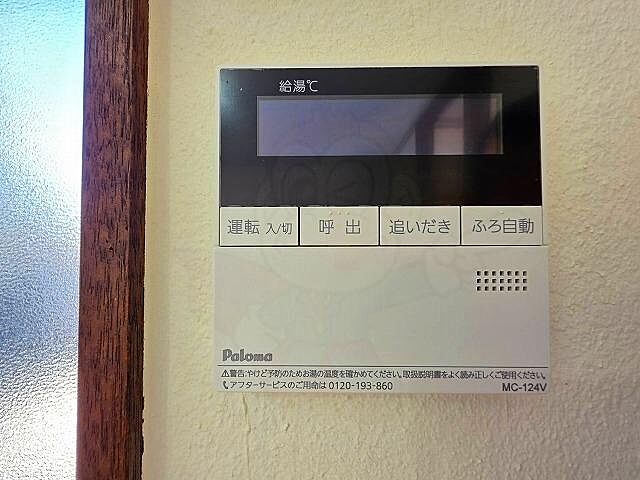 給湯℃
運転 入/切 呼出 追いだき ふろ自動
Paloma
⚠警告:やけど予防のためお湯の温度を確かめてください。取扱説明書をよく読み正しくご使用ください。
アフターサービスのご用命は 0120-193-860 MC-124V